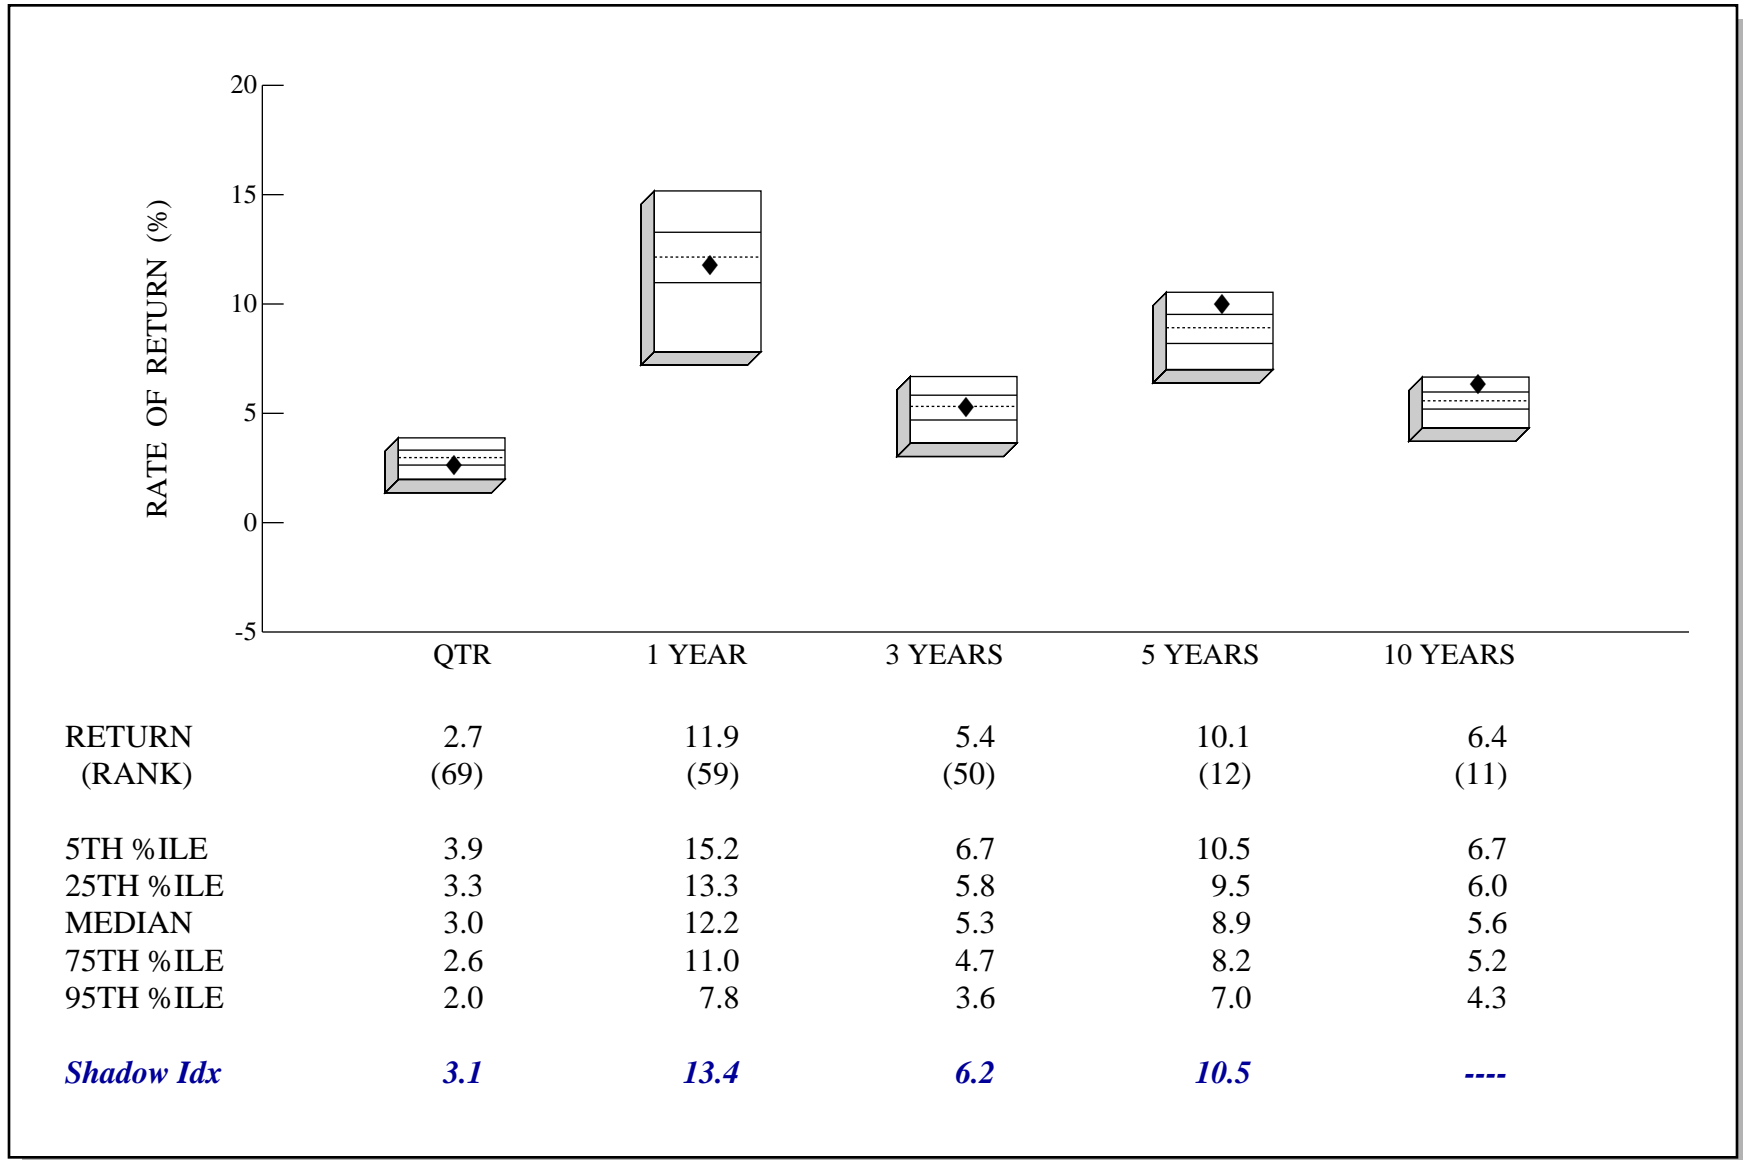 20
15
10
5
0
-5
RATE OF RETURN (%)
QTR 1 YEAR 3 YEARS 5 YEARS 10 YEARS
RETURN 2.7 11.9 5.4 10.1 6.4
(RANK) (69) (59) (50) (12) (11)
5TH %ILE 3.9 15.2 6.7 10.5 6.7
25TH %ILE 3.3 13.3 5.8 9.5 6.0
MEDIAN 3.0 12.2 5.3 8.9 5.6
75TH %ILE 2.6 11.0 4.7 8.2 5.2
95TH %ILE 2.0 7.8 3.6 7.0 4.3
Shadow Idx 3.1 13.4 6.2 10.5 ----